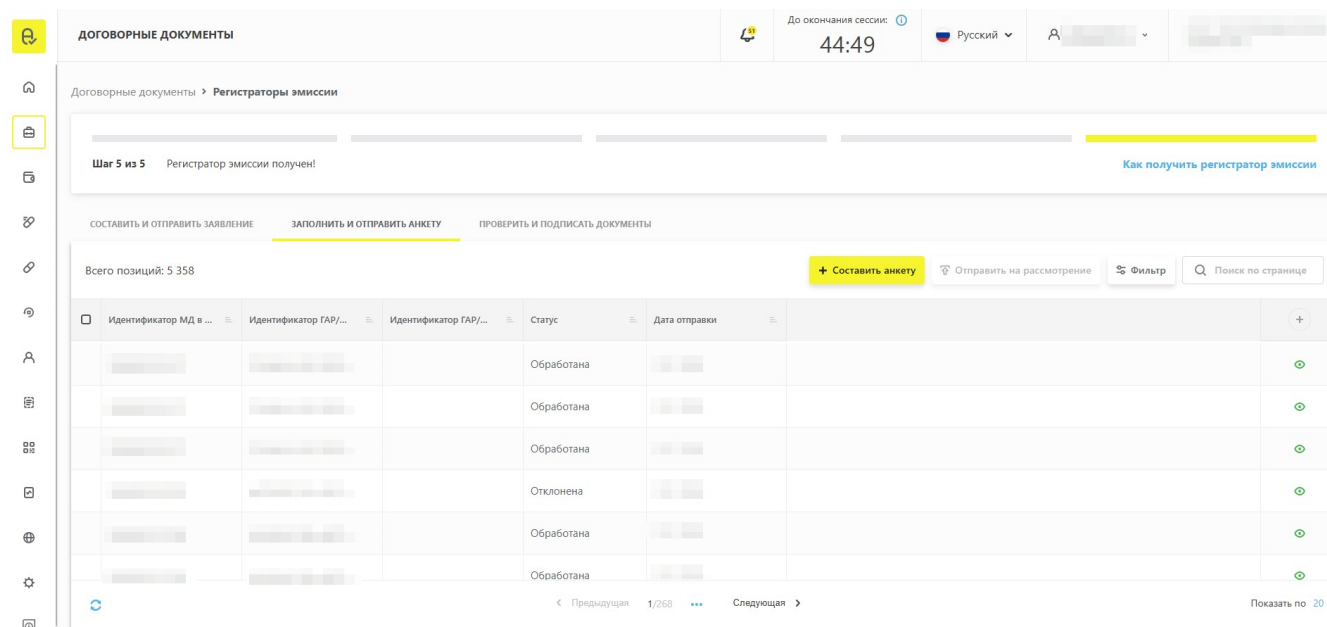 ДОГОВОРНЫЕ ДОКУМЕНТЫ
51
До окончания сессии:
44:49
Русский
Договорные документы > Регистраторы эмиссии
Шаг 5 из 5 Регистратор эмиссии получен!
Как получить регистратор эмиссии
СОСТАВИТЬ И ОТПРАВИТЬ ЗАЯВЛЕНИЕ ЗАПОЛНИТЬ И ОТПРАВИТЬ АНКЕТУ ПРОВЕРИТЬ И ПОДПИСАТЬ ДОКУМЕНТЫ
Всего позиций: 5 358
+ Составить анкету Отправить на рассмотрение Фильтр Поиск по странице
Идентификатор МД в ... Идентификатор ГАР/... Идентификатор ГАР/... Статус Дата отправки
Обработана
Обработана
Обработана
Отклонена
Обработана
Обработана
Предыдущая 1/268 ••• Следующая
Показать по 20